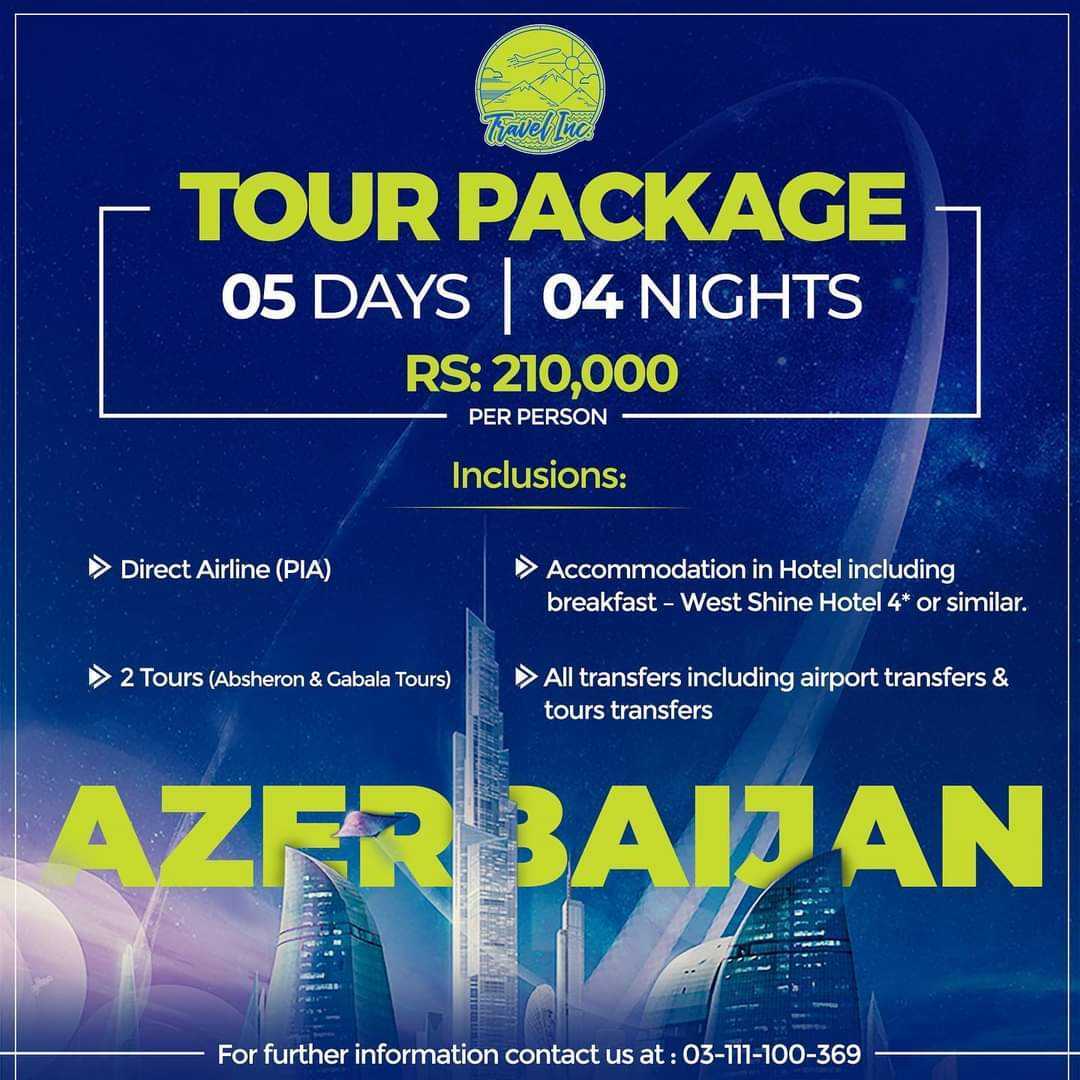 Travel Inc.
TOUR PACKAGE
05 DAYS | 04 NIGHTS
RS: 210,000
PER PERSON
Inclusions:
Direct Airline (PIA)
Accommodation in Hotel including
breakfast – West Shine Hotel 4* or similar.
2 Tours (Absheron & Gabala Tours)
All transfers including airport transfers &
tours transfers
AZERBAIJAN
For further information contact us at : 03-111-100-369